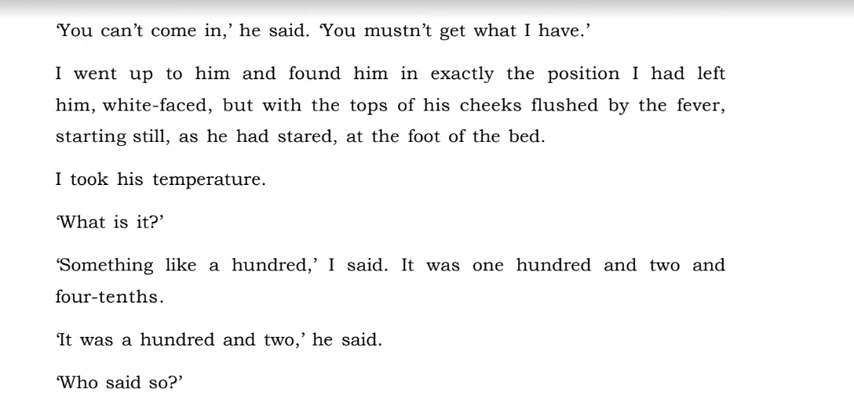 ‘You can’t come in,’ he said. ‘You mustn’t get what I have.’
I went up to him and found him in exactly the position I had left
him, white-faced, but with the tops of his cheeks flushed by the fever,
starting still, as he had stared, at the foot of the bed.
I took his temperature.
‘What is it?’
‘Something like a hundred,’ I said. It was one hundred and two and
four-tenths.
‘It was a hundred and two,’ he said.
‘Who said so?’